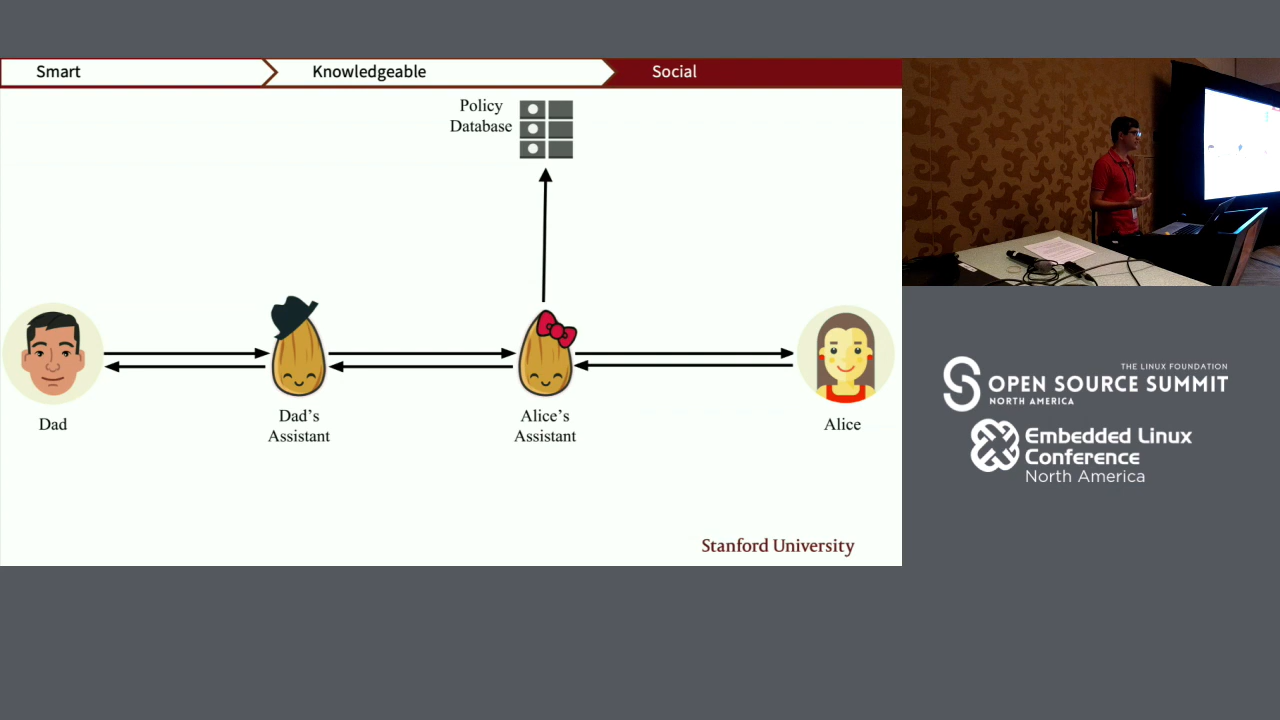 Smart
Knowledgeable
Social
Policy
Database
Dad
Dad's
Assistant
Alice's
Assistant
Alice
Stanford University
THE LINUX FOUNDATION
OPEN SOURCE SUMMIT
NORTH AMERICA
Embedded Linux
Conference
North America